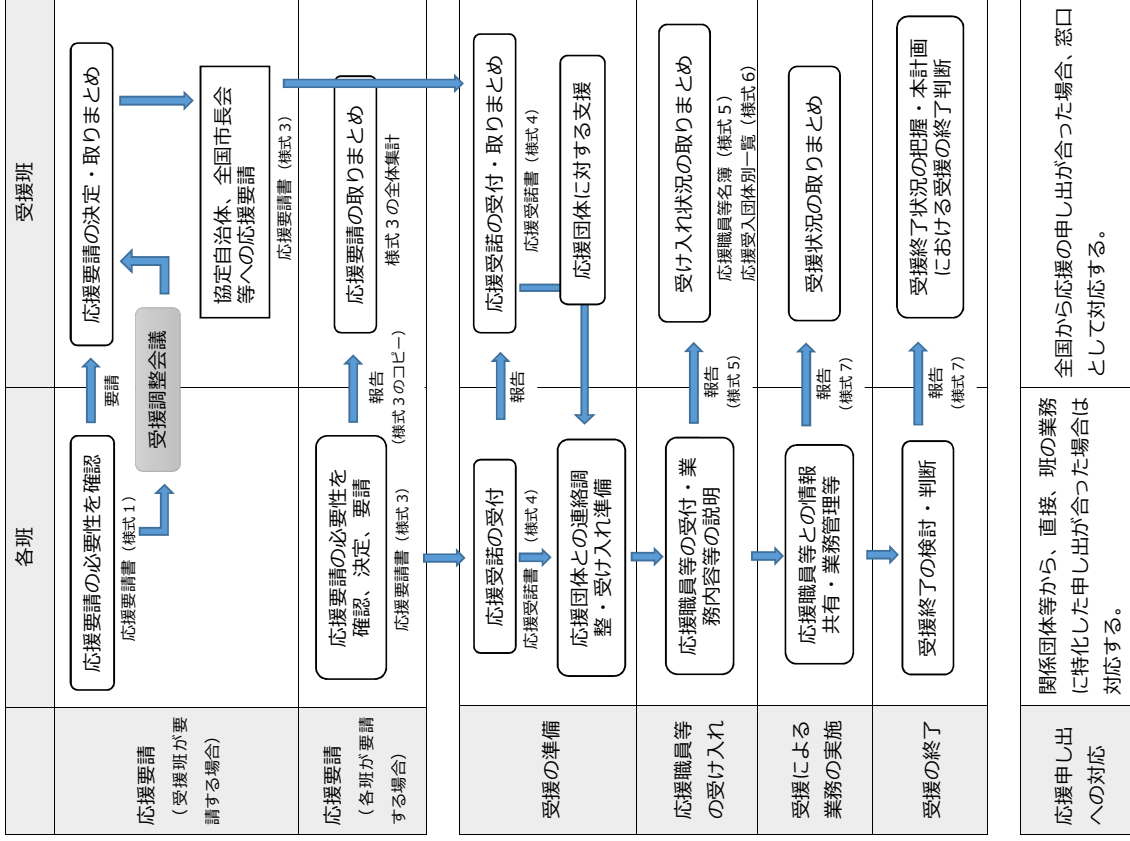 各班
受援班
応援要請
（受援班が要
請する場合）
応援要請の必要性を確認
応援要請書（様式 1）
要請
受援調整会議
応援要請の決定・取りまとめ
協定自治体、全国市長会
等への応援要請
応援要請書（様式 3）
応援要請
（各班が要請
する場合）
応援要請の必要性を
確認、決定、要請
応援要請書（様式 3）
報告
（様式 3 のコピー）
応援要請の取りまとめ
様式 3 の全体集計
受援の準備
応援受諾の受付
応援受諾書（様式 4）
応援団体との連絡調
整・受け入れ準備
報告
応援受諾の受付・取りまとめ
応援受諾書（様式 4）
応援団体に対する支援
応援職員等
の受け入れ
応援職員等の受付・業
務内容等の説明
報告
（様式 5）
受け入れ状況の取りまとめ
応援職員等名簿（様式 5）
応援受入団体別一覧（様式 6）
受援による
業務の実施
応援職員等との情報
共有・業務管理等
報告
（様式 7）
受援状況の取りまとめ
受援の終了
受援終了の検討・判断
報告
（様式 7）
受援終了状況の把握・本計画
における受援の終了判断
応援申し出
への対応
関係団体等から、直接、班の業務
に特化した申し出が合った場合は
対応する。
全国から応援の申し出が合った場合、窓口
として対応する。